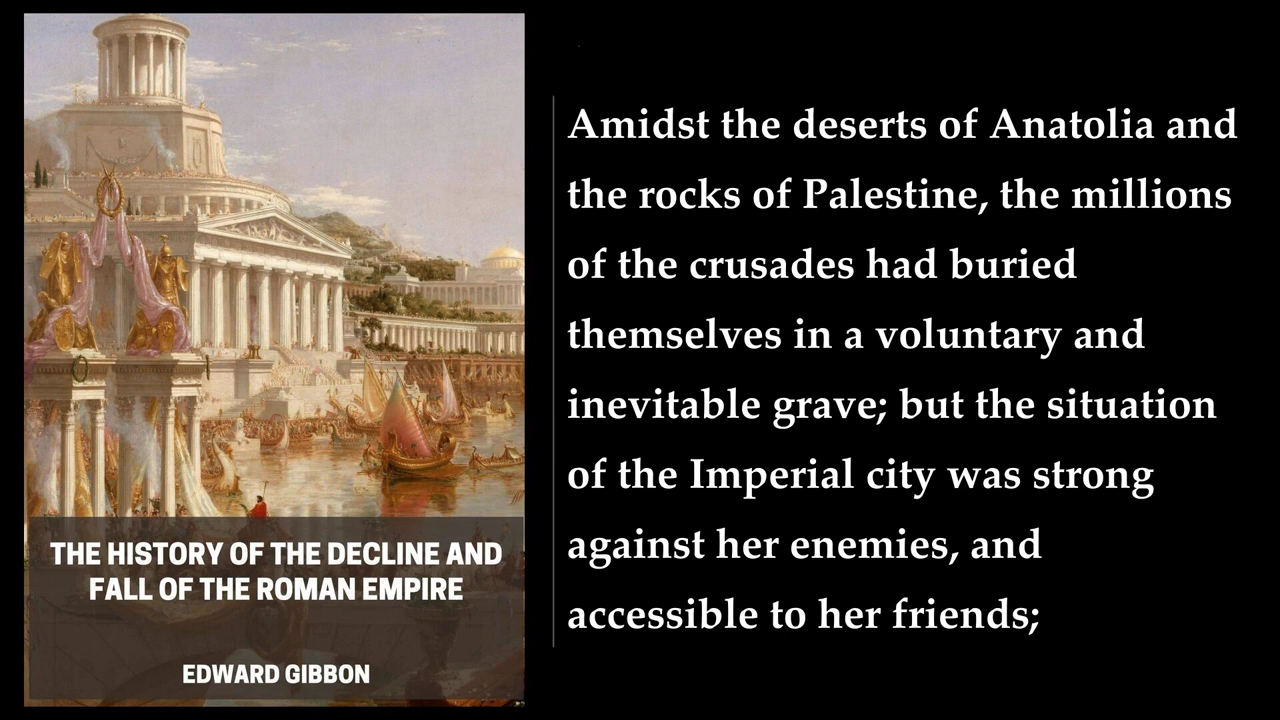 THE HISTORY OF THE DECLINE AND
FALL OF THE ROMAN EMPIRE
EDWARD GIBBON
Amidst the deserts of Anatolia and
the rocks of Palestine, the millions
of the crusades had buried
themselves in a voluntary and
inevitable grave; but the situation
of the Imperial city was strong
against her enemies, and
accessible to her friends;